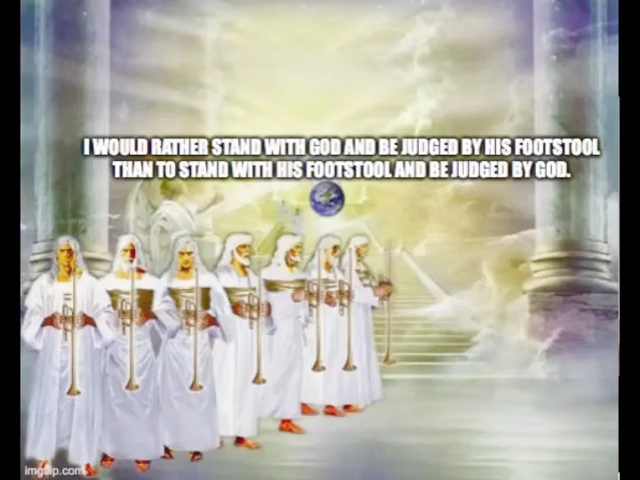 I WOULD RATHER STAND WITH GOD AND BE JUDGED BY HIS FOOTSTOOL
THAN TO STAND WITH HIS FOOTSTOOL AND BE JUDGED BY GOD.
imgflip.com